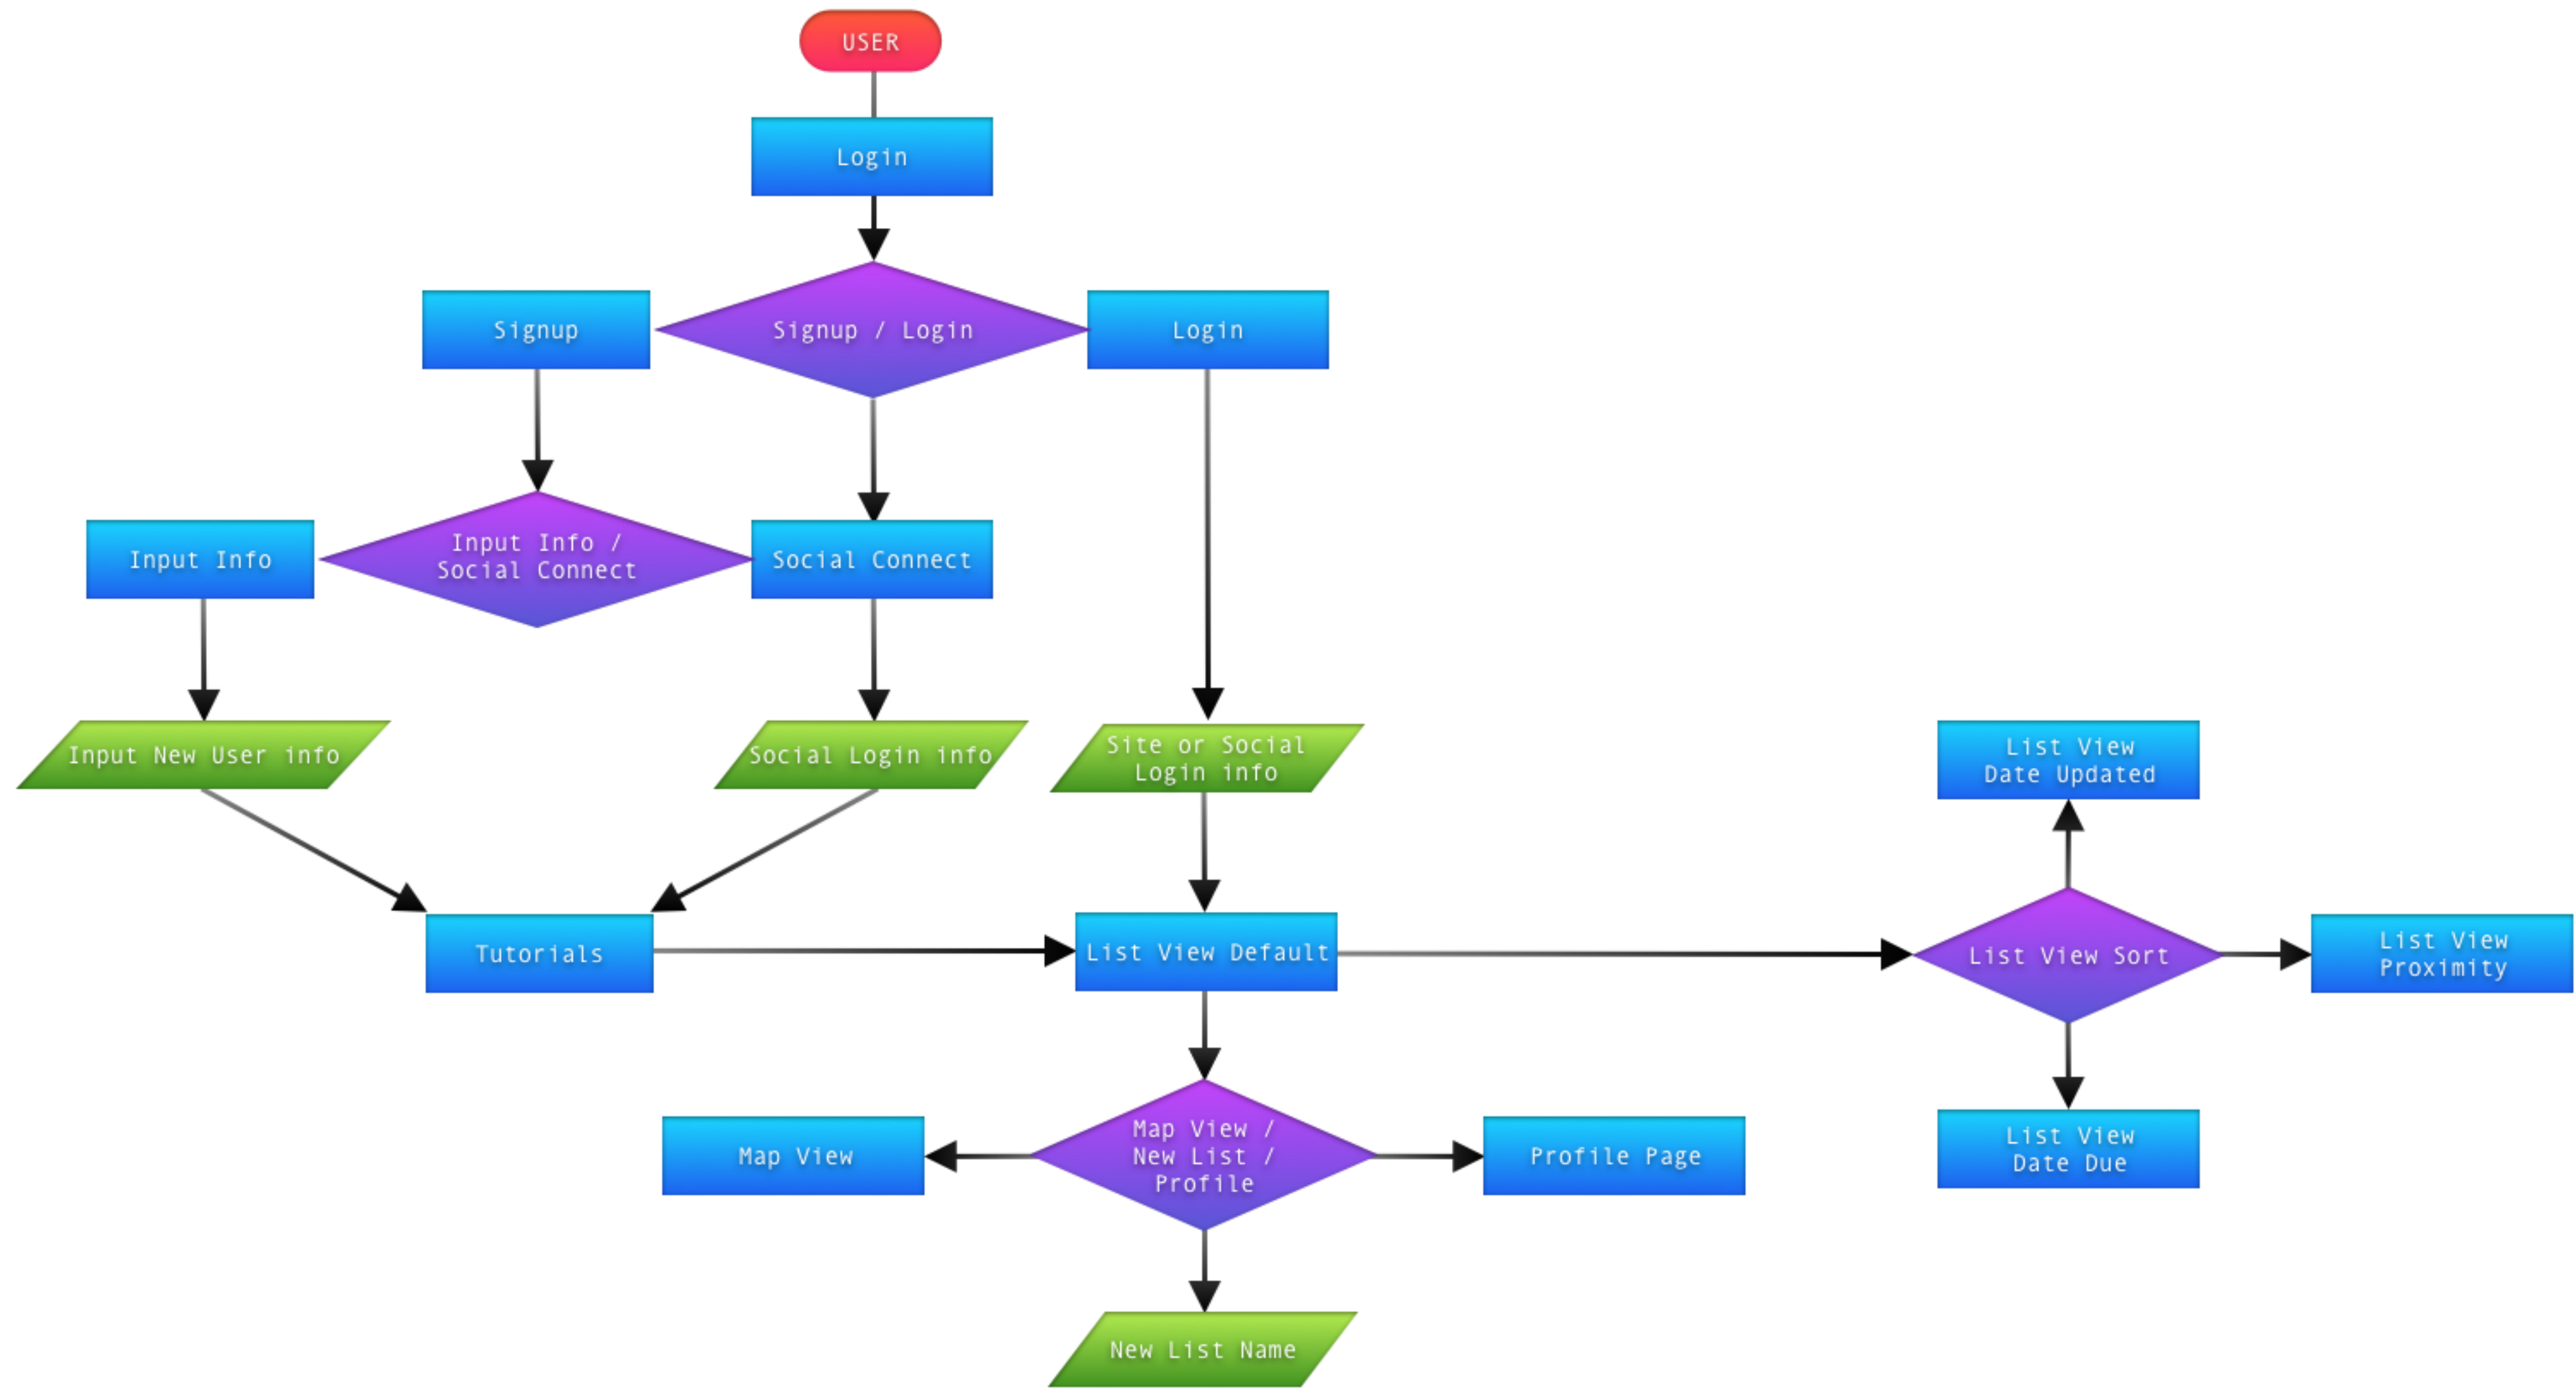 USER
Login
Signup
Signup / Login
Login
Input Info
Input Info /
Social Connect
Social Connect
Input New User info
Social Login info
Site or Social
Login info
List View
Date Updated
Tutorials
List View Default
List View Sort
List View
Proximity
Map View
Map View /
New List /
Profile
Profile Page
List View
Date Due
New List Name